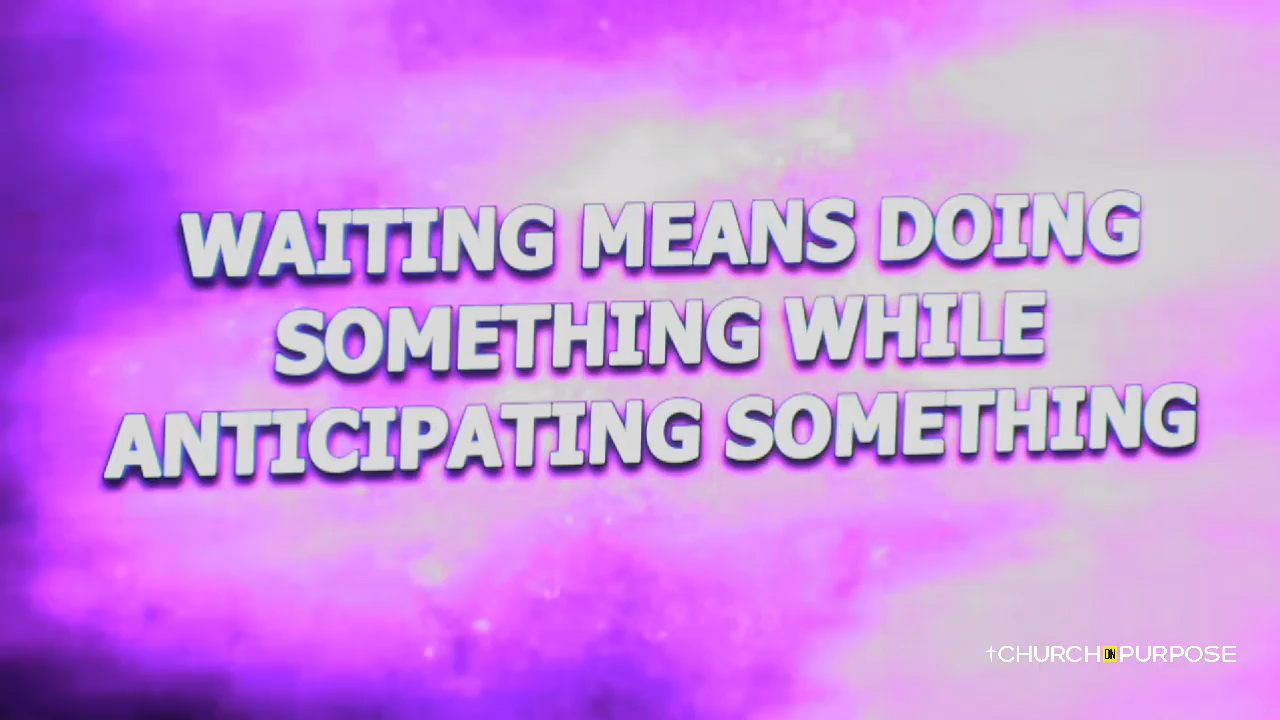 WAITING MEANS DOING
SOMETHING WHILE
ANTICIPATING SOMETHING
CHURCH ON PURPOSE